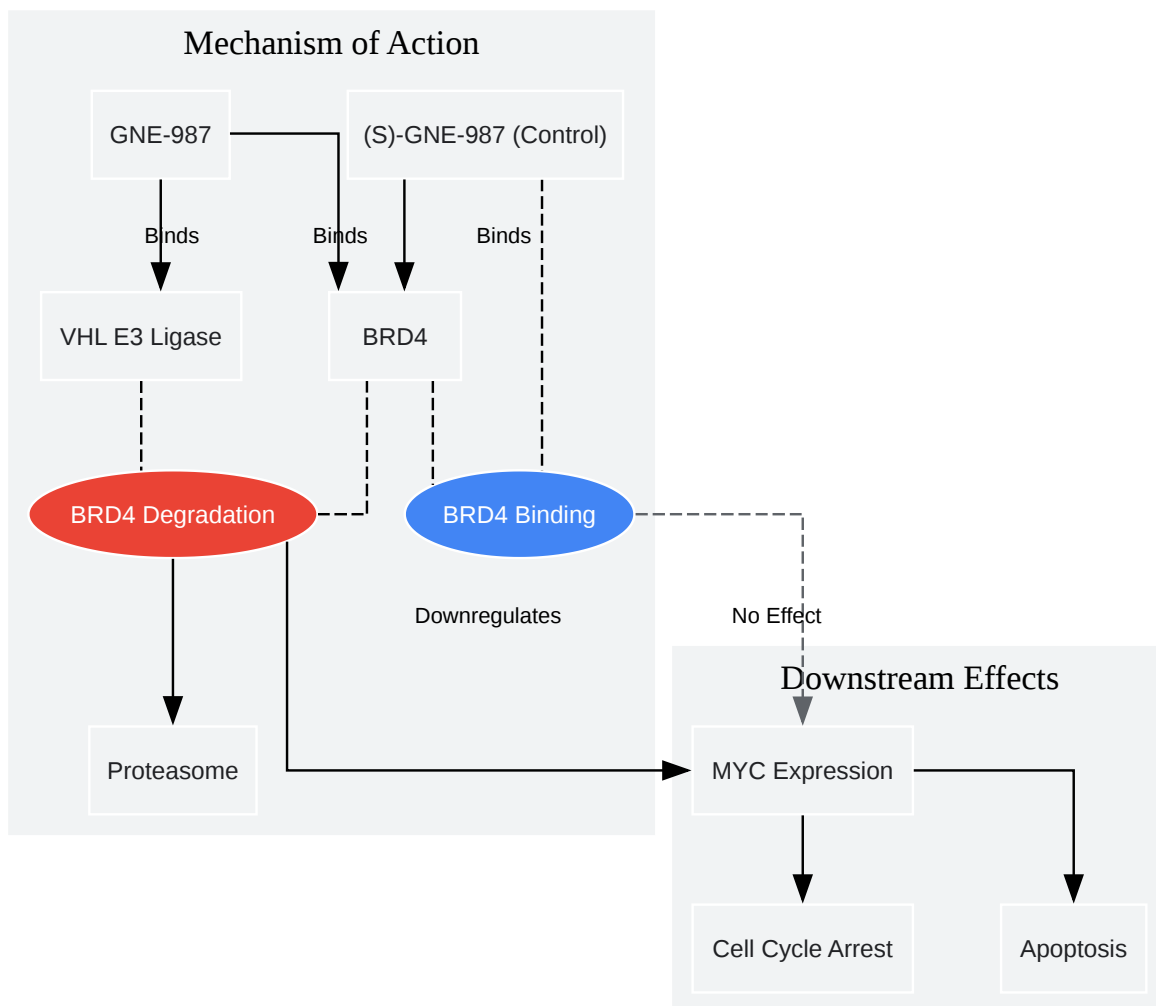 Mechanism of Action
GNE-987
(S)-GNE-987 (Control)
Binds
Binds
Binds
VHL E3 Ligase
BRD4
BRD4 Degradation
BRD4 Binding
Downregulates
No Effect
Downstream Effects
Proteasome
MYC Expression
Cell Cycle Arrest
Apoptosis